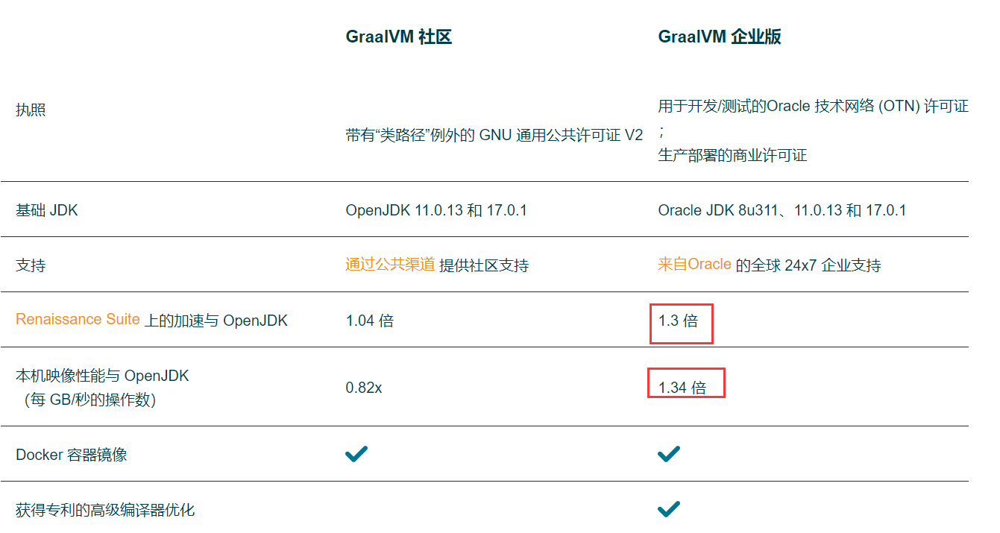 GraalVM 社区
GraalVM 企业版
执照
带有“类路径”例外的 GNU 通用公共许可证 V2
用于开发/测试的Oracle 技术网络 (OTN) 许可证
；
生产部署的商业许可证
基础 JDK
OpenJDK 11.0.13 和 17.0.1
Oracle JDK 8u311、11.0.13 和 17.0.1
支持
通过公共渠道 提供社区支持
来自Oracle 的全球 24x7 企业支持
Renaissance Suite 上的加速与 OpenJDK
1.04 倍
1.3 倍
本机映像性能与 OpenJDK
（每 GB/秒的操作数）
0.82x
1.34 倍
Docker 容器镜像
获得专利的高级编译器优化